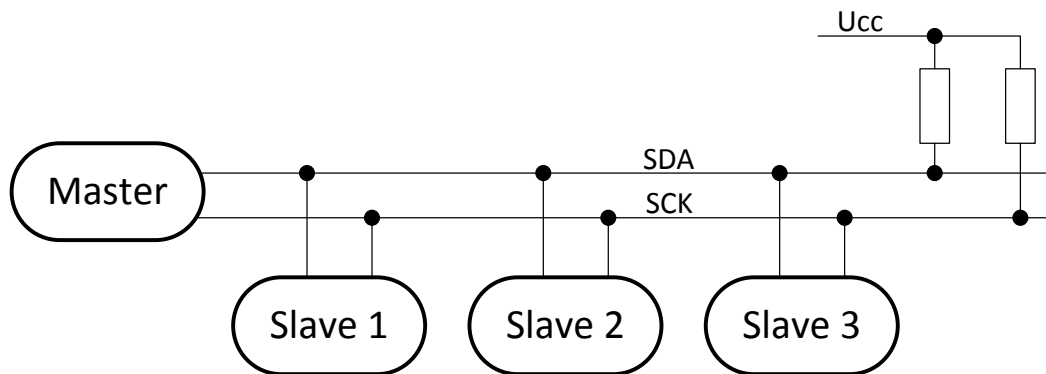 Ucc
SDA
Master
SCK
Slave 1
Slave 2
Slave 3